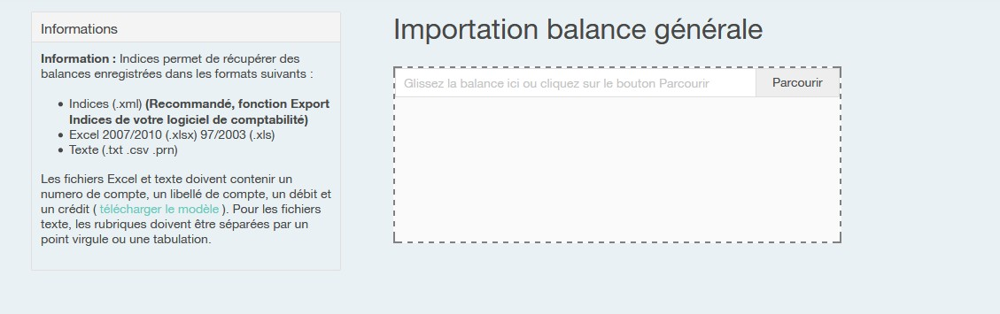 Informations
Information : Indices permet de récupérer des
balances enregistrées dans les formats suivants :
• Indices (.xml) (Recommandé, fonction Export
Indices de votre logiciel de comptabilité)
• Excel 2007/2010 (.xlsx) 97/2003 (.xls)
• Texte (.txt .csv .prn)
Les fichiers Excel et texte doivent contenir un
numero de compte, un libellé de compte, un débit et
un crédit ( télécharger le modèle ). Pour les fichiers
texte, les rubriques doivent être séparées par un
point virgule ou une tabulation.
Importation balance générale
Glissez la balance ici ou cliquez sur le bouton Parcourir
Parcourir